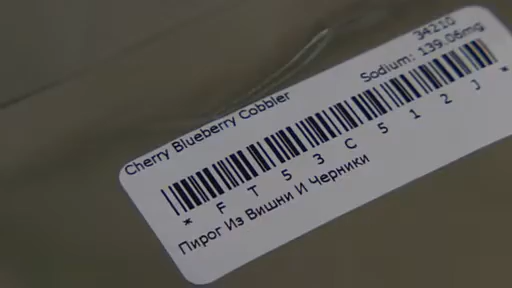 34210
Cherry Blueberry Cobbler Sodium: 139.06mg
* F T 5 3 C 5 1 2 J *
Пирог Из Вишни И Черники